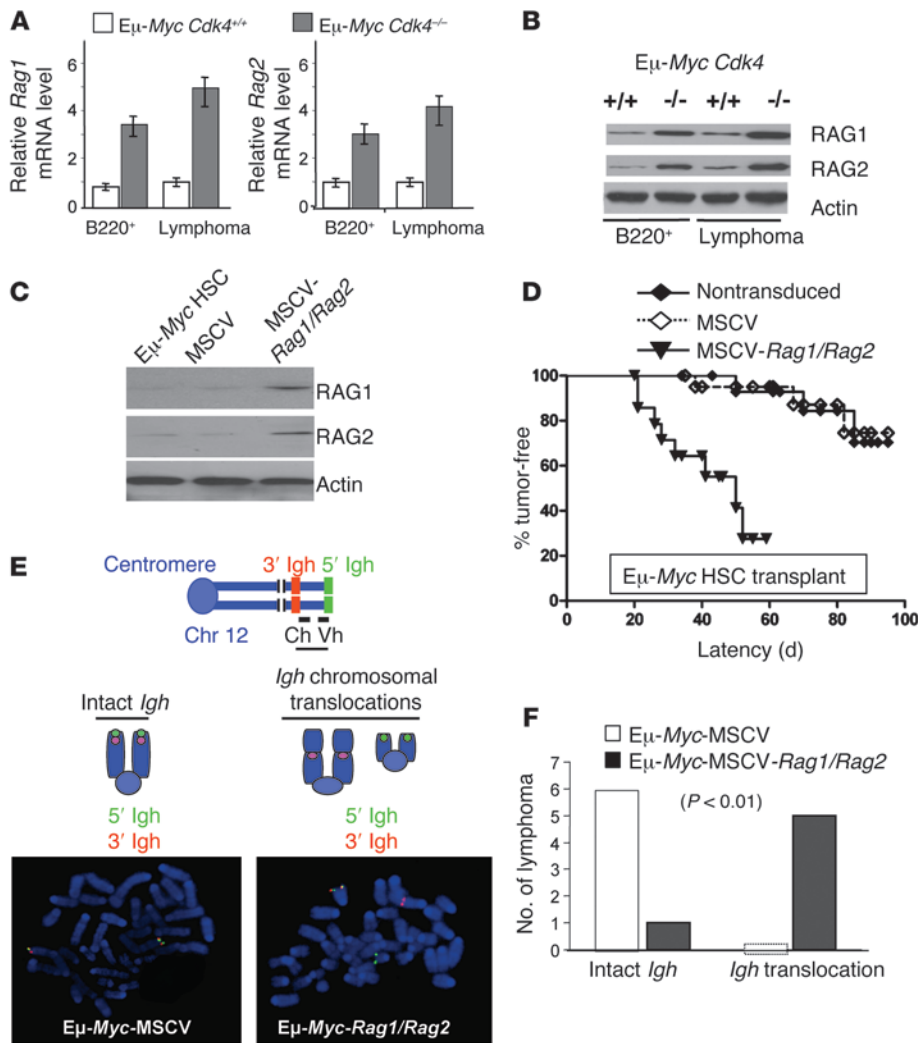 A
Eµ-Myc Cdk4+/+
Eµ-Myc Cdk4–/–
Relative Rag1
mRNA level
6
4
2
0
B220+
Lymphoma
Relative Rag2
mRNA level
6
4
2
0
B220+
Lymphoma
B
Eµ-Myc Cdk4
+/+ -/- +/+ -/-
RAG1
RAG2
Actin
B220+
Lymphoma
C
Eµ-Myc HSC
MSCV
MSCV-
Rag1/Rag2
RAG1
RAG2
Actin
D
Nontransduced
MSCV
MSCV-Rag1/Rag2
% tumor-free
100
80
60
40
20
0
Eµ-Myc HSC transplant
0 20 40 60 80 100
Latency (d)
E
Centromere
3′ Igh
5′ Igh
Chr 12
Ch Vh
Intact Igh
Igh chromosomal
translocations
5′ Igh
3′ Igh
5′ Igh
3′ Igh
Eµ-Myc-MSCV
Eµ-Myc-Rag1/Rag2
F
Eµ-Myc-MSCV
Eµ-Myc-MSCV-Rag1/Rag2
(P < 0.01)
No. of lymphoma
7
6
5
4
3
2
1
0
Intact Igh
Igh translocation